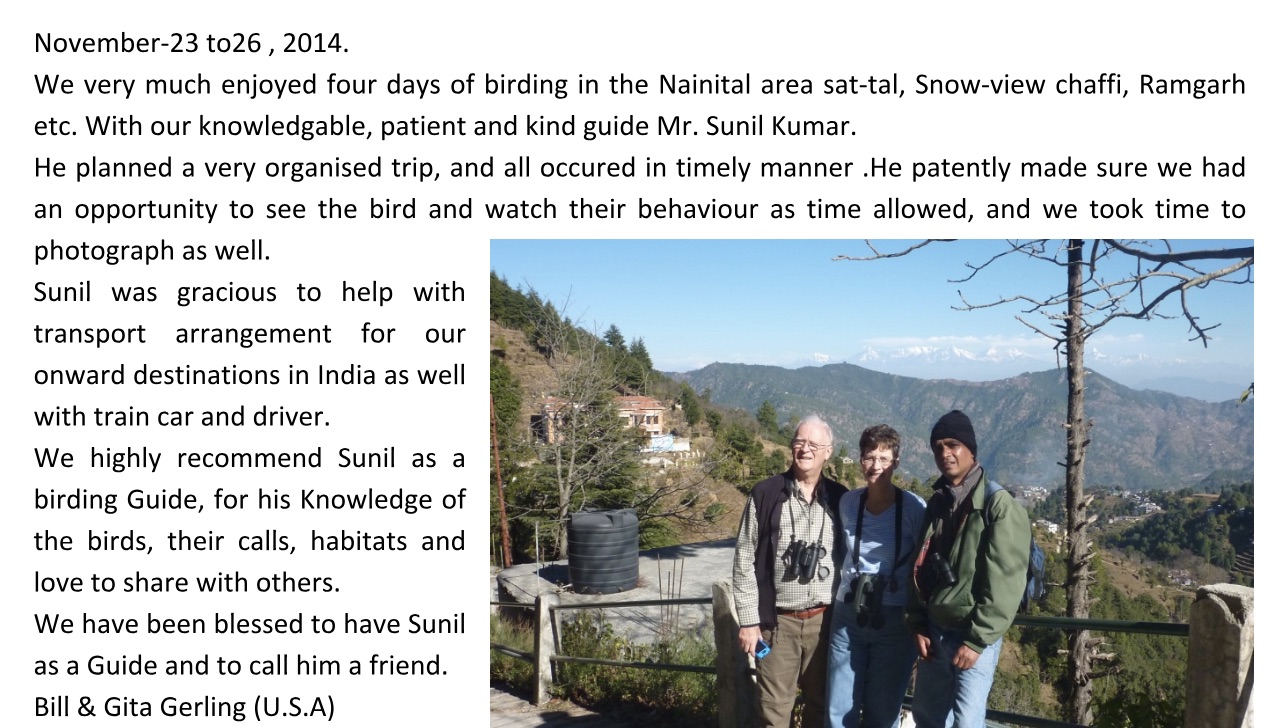 November-23 to26 , 2014.
We very much enjoyed four days of birding in the Nainital area sat-tal, Snow-view chaffi, Ramgarh
etc. With our knowledgable, patient and kind guide Mr. Sunil Kumar.
He planned a very organised trip, and all occured in timely manner .He patently made sure we had
an opportunity to see the bird and watch their behaviour as time allowed, and we took time to
photograph as well.
Sunil was gracious to help with
transport arrangement for our
onward destinations in India as well
with train car and driver.
We highly recommend Sunil as a
birding Guide, for his Knowledge of
the birds, their calls, habitats and
love to share with others.
We have been blessed to have Sunil
as a Guide and to call him a friend.
Bill & Gita Gerling (U.S.A)